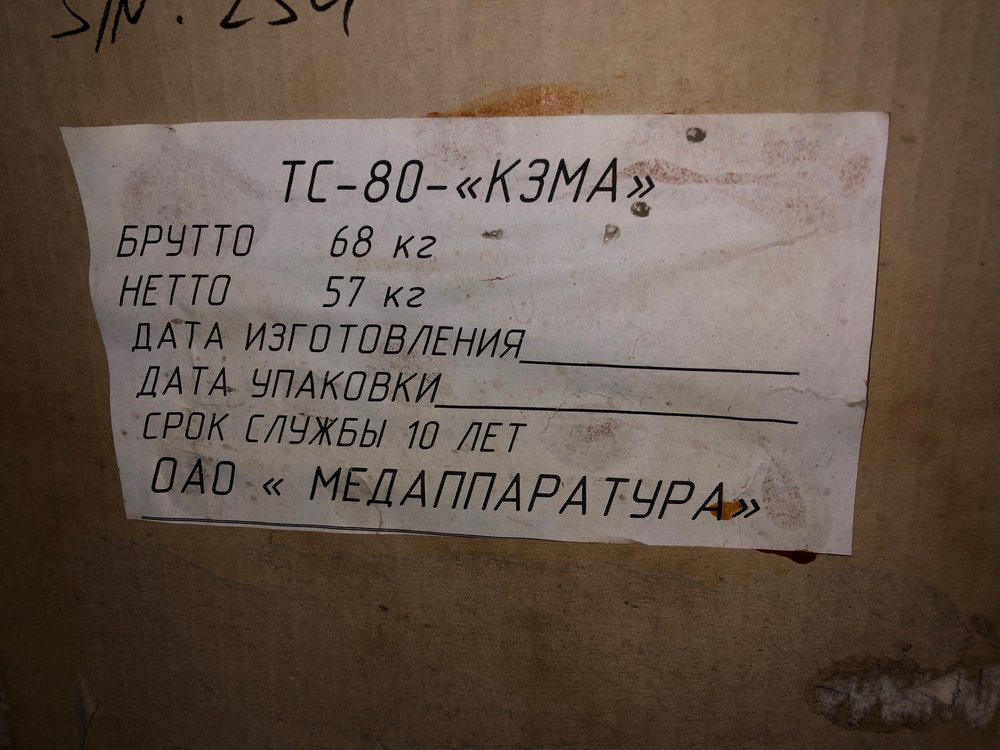 S/N: 254
ТС-80-«КЗМА»
БРУТТО 68 кг
НЕТТО 57 кг
ДАТА ИЗГОТОВЛЕНИЯ
ДАТА УПАКОВКИ
СРОК СЛУЖБЫ 10 ЛЕТ
ОАО « МЕДАППАРАТУРА»